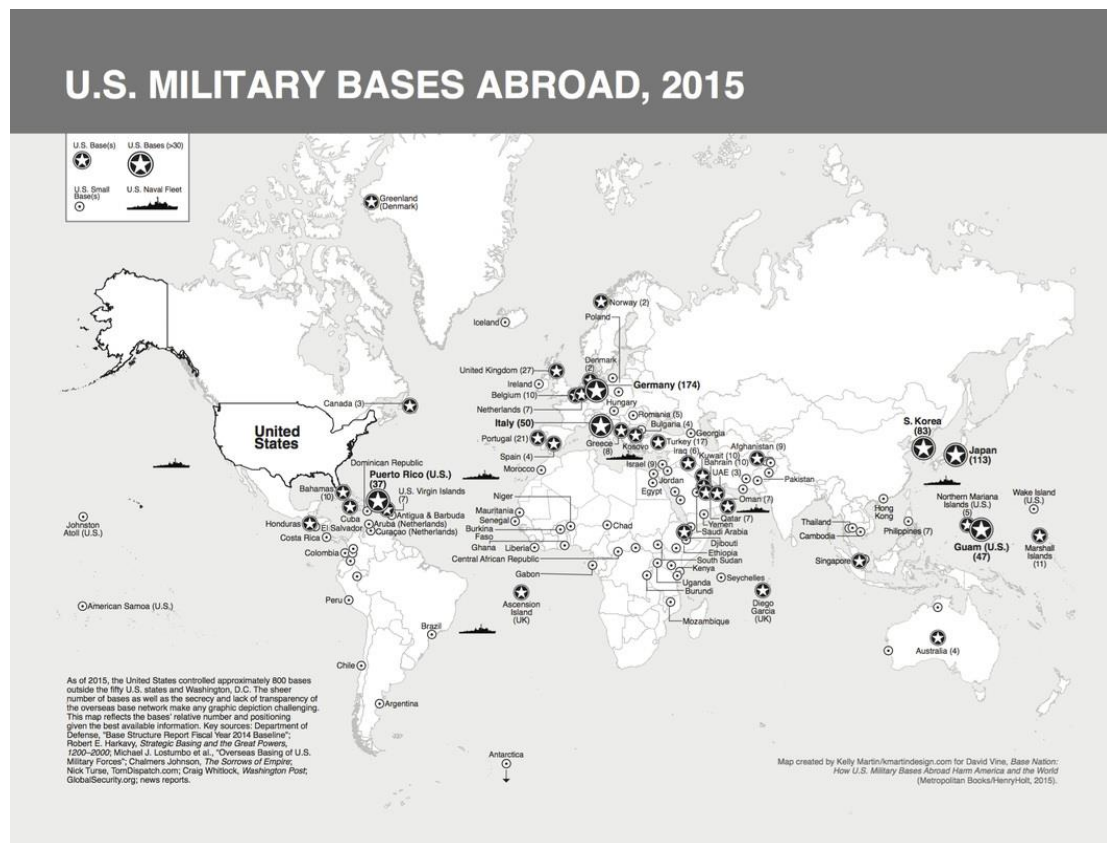 U.S. MILITARY BASES ABROAD, 2015
U.S. Base(s)
U.S. Bases (>30)
U.S. Small
Base(s)
U.S. Naval Fleet
Greenland
(Denmark)
Norway (2)
Poland
Iceland
Denmark
(2)
United Kingdom (27)
Ireland
Germany (174)
Belgium (10)
Hungary
Canada (3)
Netherlands (7)
Romania (5)
Italy (50)
Bulgaria (4)
S. Korea
(83)
United
States
Portugal (21)
Greece
(8)
Kosovo
Georgia
Turkey (17)
Spain (4)
Iraq (6)
Afghanistan (9)
Kuwait (10)
Bahrain (10)
Japan
(113)
Dominican Republic
Morocco
Israel (9)
UAE (3)
Puerto Rico (U.S.)
(37)
Jordan
Pakistan
Bahamas
(10)
U.S. Virgin Islands
(7)
Niger
Egypt
Oman (7)
Northern Mariana
Islands (U.S.)
(5)
Wake Island
(U.S.)
Hong
Kong
Johnston
Atoll (U.S.)
Cuba
Antigua & Barbuda
Mauritania
Qatar (7)
Honduras
El Salvador
Aruba (Netherlands)
Senegal
Chad
Yemen
Thailand
Philippines (7)
Costa Rica
Curaçao (Netherlands)
Burkina
Faso
Saudi Arabia
Cambodia
Guam (U.S.)
(47)
Marshall
Islands
(11)
Colombia
Ghana
Liberia
Djibouti
Ethiopia
Central African Republic
South Sudan
Singapore
Gabon
Kenya
Uganda
Burundi
Seychelles
American Samoa (U.S.)
Peru
Ascension
Island
(UK)
Diego
Garcia
(UK)
Mozambique
Brazil
Australia (4)
Chile
Argentina
As of 2015, the United States controlled approximately 800 bases
outside the fifty U.S. states and Washington, D.C. The sheer
number of bases as well as the secrecy and lack of transparency of
the overseas base network make any graphic depiction challenging.
This map reflects the bases' relative number and positioning
given the best available information. Key sources: Department of
Defense, "Base Structure Report Fiscal Year 2014 Baseline";
Robert E. Harkavy, Strategic Basing and the Great Powers,
1200–2000; Michael J. Lostumbo et al., "Overseas Basing of U.S.
Military Forces"; Chalmers Johnson, The Sorrows of Empire;
Nick Turse, TomDispatch.com; Craig Whitlock, Washington Post;
GlobalSecurity.org; news reports.
Antarctica
Map created by Kelly Martin/kmartindesign.com for David Vine, Base Nation:
How U.S. Military Bases Abroad Harm America and the World
(Metropolitan Books/HenryHolt, 2015).